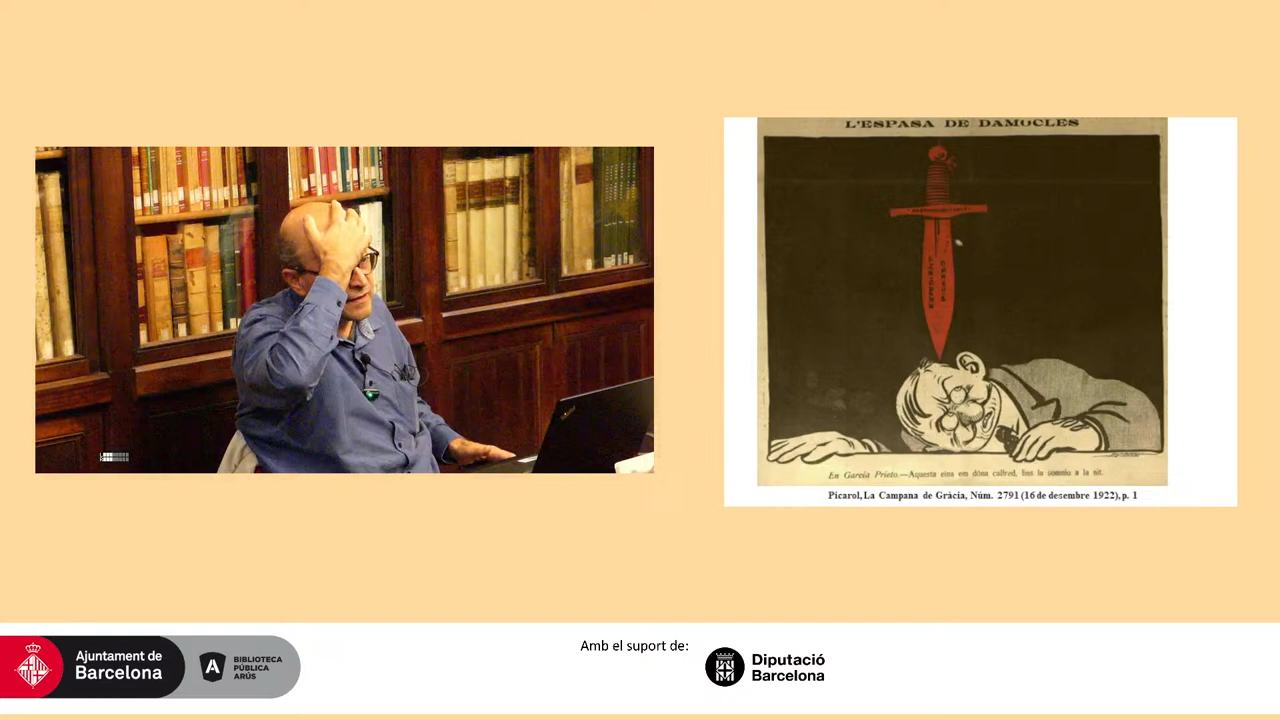 L'ESPASA DE DAMOCLES
En García Prieto.—Aquesta eina em dóna calfred, fins la somnio a la nit.
Picarol, La Campana de Gràcia, Núm. 2791 (16 de desembre 1922), p. 1
Amb el suport de:
Ajuntament de
Barcelona
A
BIBLIOTECA
PÚBLICA
ARÚS
Diputació
Barcelona